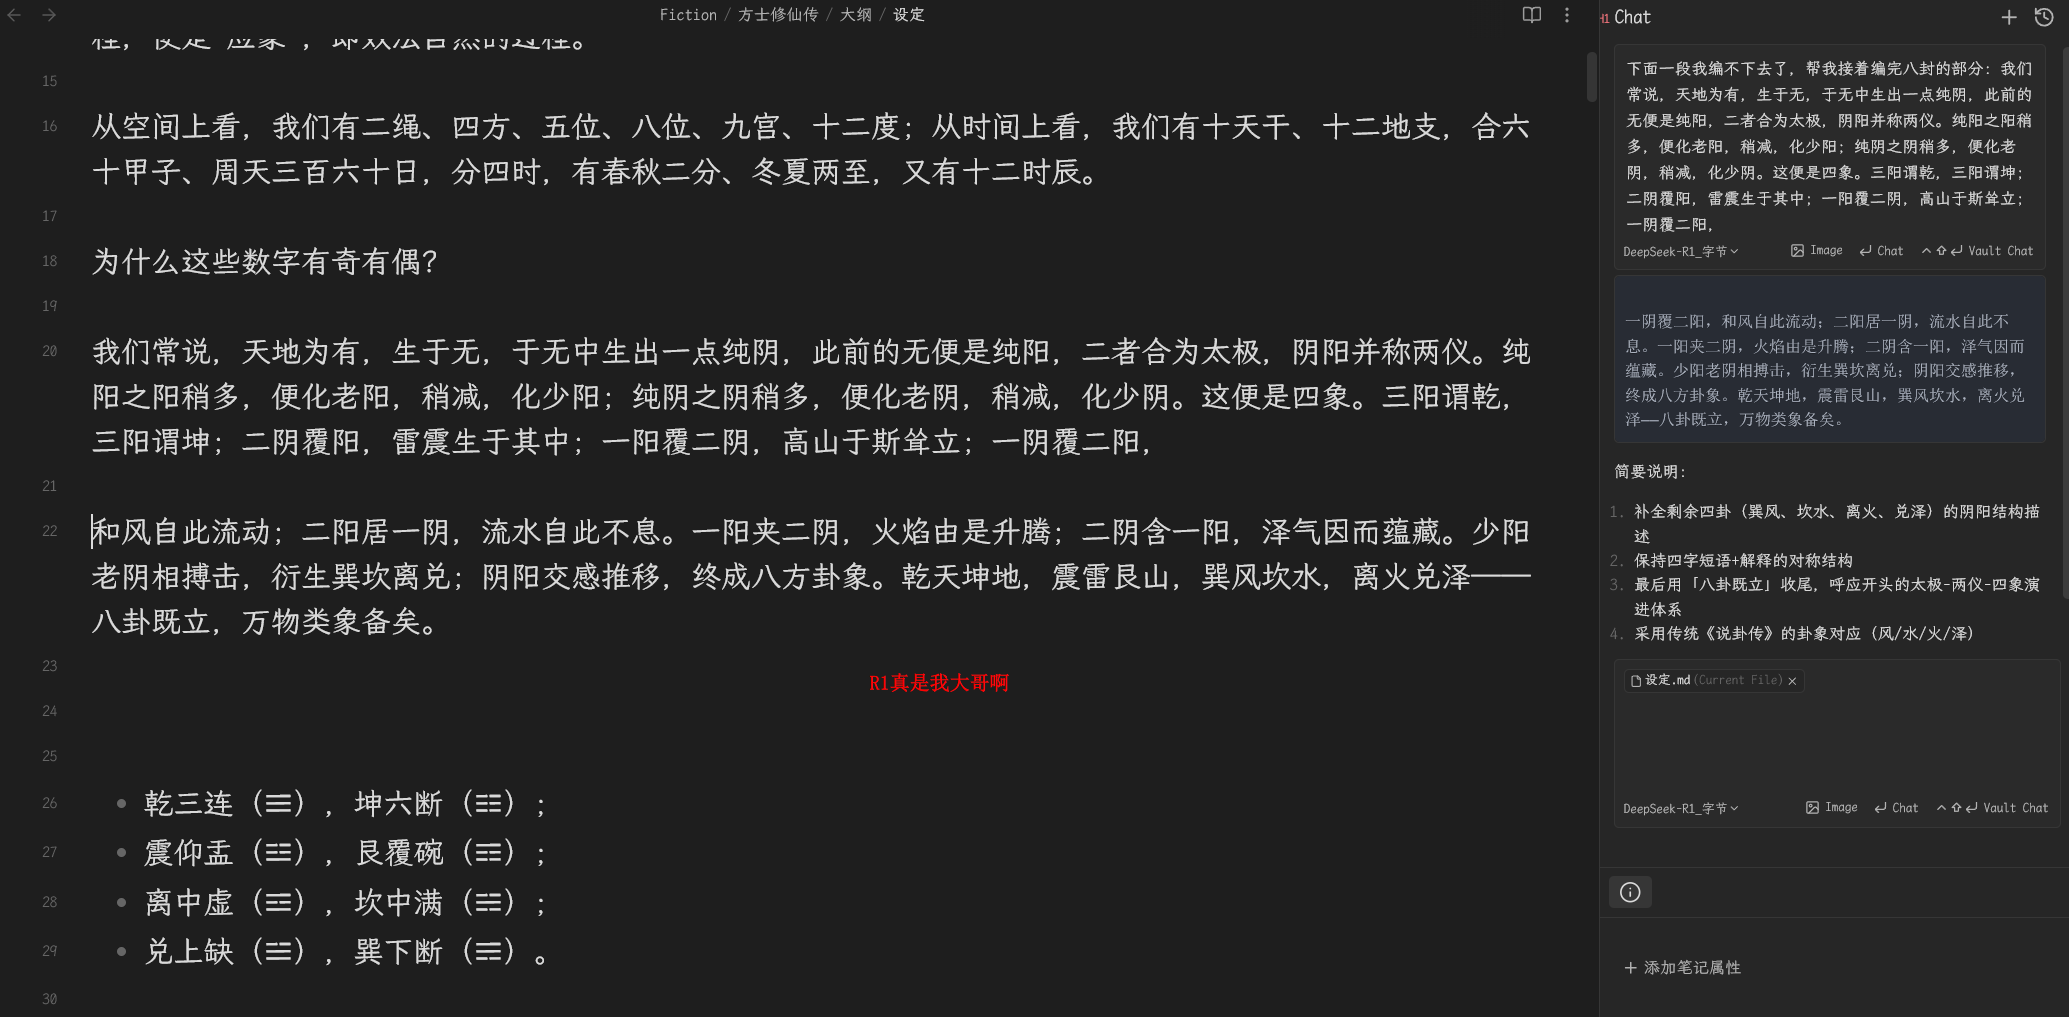 Fiction / 方士修仙传 / 大纲 / 设定
程，便是“应象”，即效法自然的过程。
15
16 从空间上看，我们有二绳、四方、五位、八位、九宫、十二度；从时间上看，我们有十天干、十二地支，合六
十甲子、周天三百六十日，分四时，有春秋二分、冬夏两至，又有十二时辰。
17
18 为什么这些数字有奇有偶？
19
20 我们常说，天地为有，生于无，于无中生出一点纯阴，此前的无便是纯阳，二者合为太极，阴阳并称两仪。纯
阳之阳稍多，便化老阳，稍减，化少阳；纯阴之阴稍多，便化老阴，稍减，化少阴。这便是四象。三阳谓乾，
三阳谓坤；二阴覆阳，雷震生于其中；一阳覆二阴，高山于斯耸立；一阴覆二阳，
21
22 和风自此流动；二阳居一阴，流水自此不息。一阳夹二阴，火焰由是升腾；二阴含一阳，泽气因而蕴藏。少阳
老阴相搏击，衍生巽坎离兑；阴阳交感推移，终成八方卦象。乾天坤地，震雷艮山，巽风坎水，离火兑泽——
八卦既立，万物类象备矣。
23
R1真是我大哥啊
24
25
26 • 乾三连（☰），坤六断（☷）；
27 • 震仰盂（☳），艮覆碗（☶）；
28 • 离中虚（☲），坎中满（☵）；
29 • 兑上缺（☱），巽下断（☴）。
30
H1 Chat
下面一段我编不下去了，帮我接着编完八封的部分：我们
常说，天地为有，生于无，于无中生出一点纯阴，此前的
无便是纯阳，二者合为太极，阴阳并称两仪。纯阳之阳稍
多，便化老阳，稍减，化少阳；纯阴之阴稍多，便化老
阴，稍减，化少阴。这便是四象。三阳谓乾，三阳谓坤；
二阴覆阳，雷震生于其中；一阳覆二阴，高山于斯耸立；
一阴覆二阳，
DeepSeek-R1_字节 Image Chat Vault Chat
一阴覆二阳，和风自此流动；二阳居一阴，流水自此不
息。一阳夹二阴，火焰由是升腾；二阴含一阳，泽气因而
蕴藏。少阳老阴相搏击，衍生巽坎离兑；阴阳交感推移，
终成八方卦象。乾天坤地，震雷艮山，巽风坎水，离火兑
泽——八卦既立，万物类象备矣。
简要说明：
1. 补全剩余四卦（巽风、坎水、离火、兑泽）的阴阳结构描
述
2. 保持四字短语+解释的对称结构
3. 最后用「八卦既立」收尾，呼应开头的太极-两仪-四象演
进体系
4. 采用传统《说卦传》的卦象对应（风/水/火/泽）
设定.md (Current File) ×
DeepSeek-R1_字节 Image Chat Vault Chat
+ 添加笔记属性